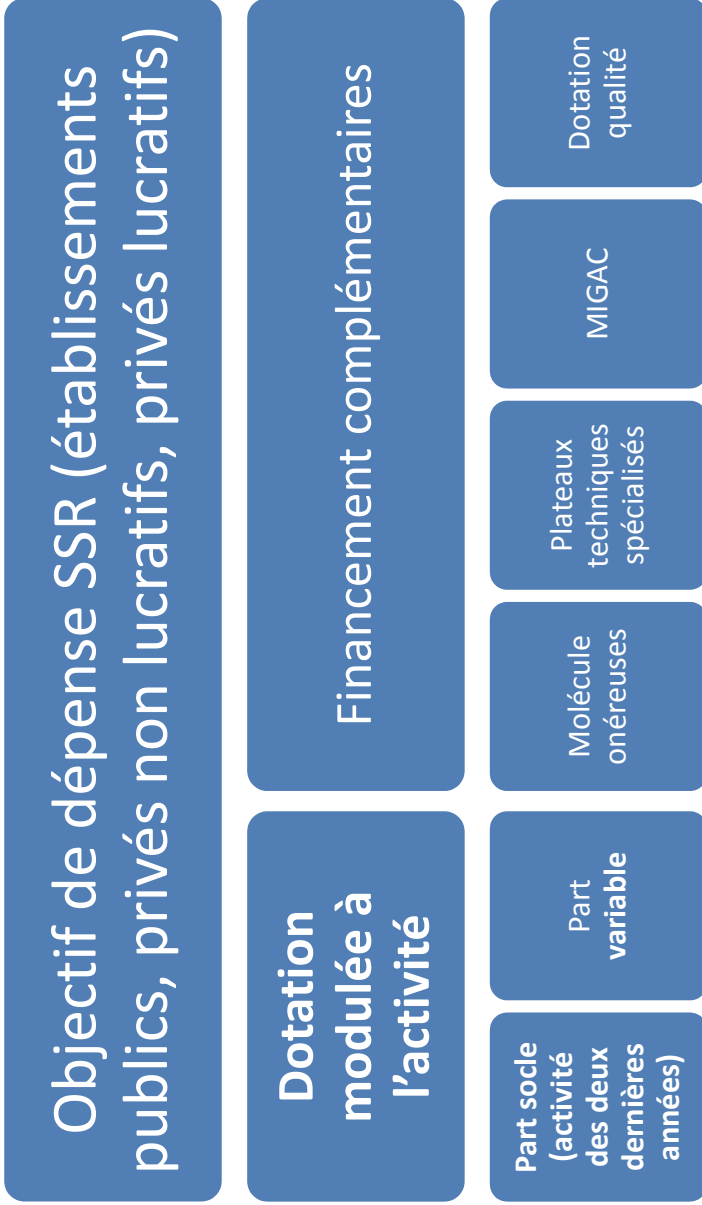 Objectif de dépense SSR (établissements
publics, privés non lucratifs, privés lucratifs)
Dotation
modulée à
l’activité
Financement complémentaires
Part socle
(activité
des deux
dernières
années)
Part
variable
Molécule
onéreuses
Plateaux
techniques
spécialisés
MIGAC
Dotation
qualité